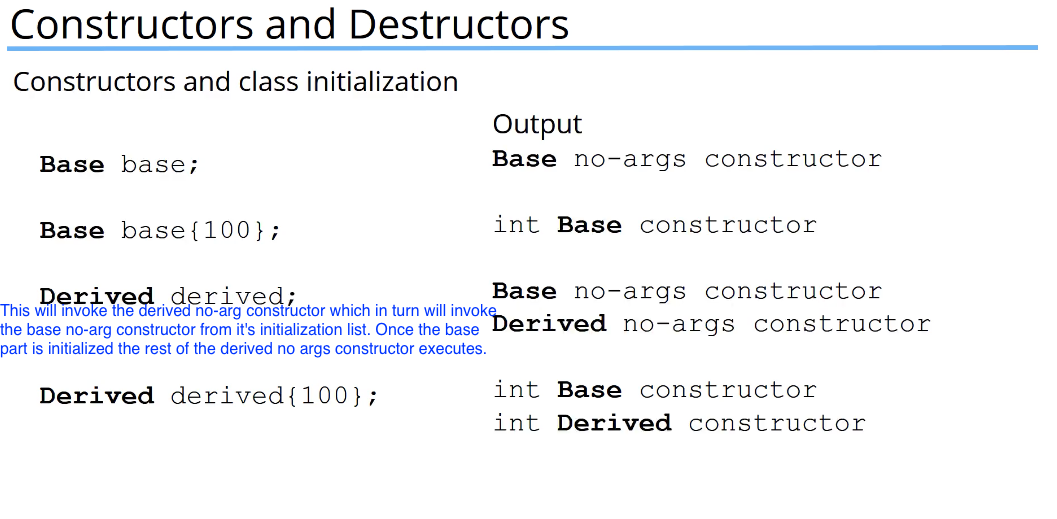 Constructors and Destructors
Constructors and class initialization
Output
Base base;
Base no-args constructor
Base base{100};
int Base constructor
Derived derived;
Base no-args constructor
This will invoke the derived no-arg constructor which in turn will invoke
the base no-arg constructor from it's initialization list. Once the base
part is initialized the rest of the derived no args constructor executes.
Derived no-args constructor
Derived derived{100};
int Base constructor
int Derived constructor